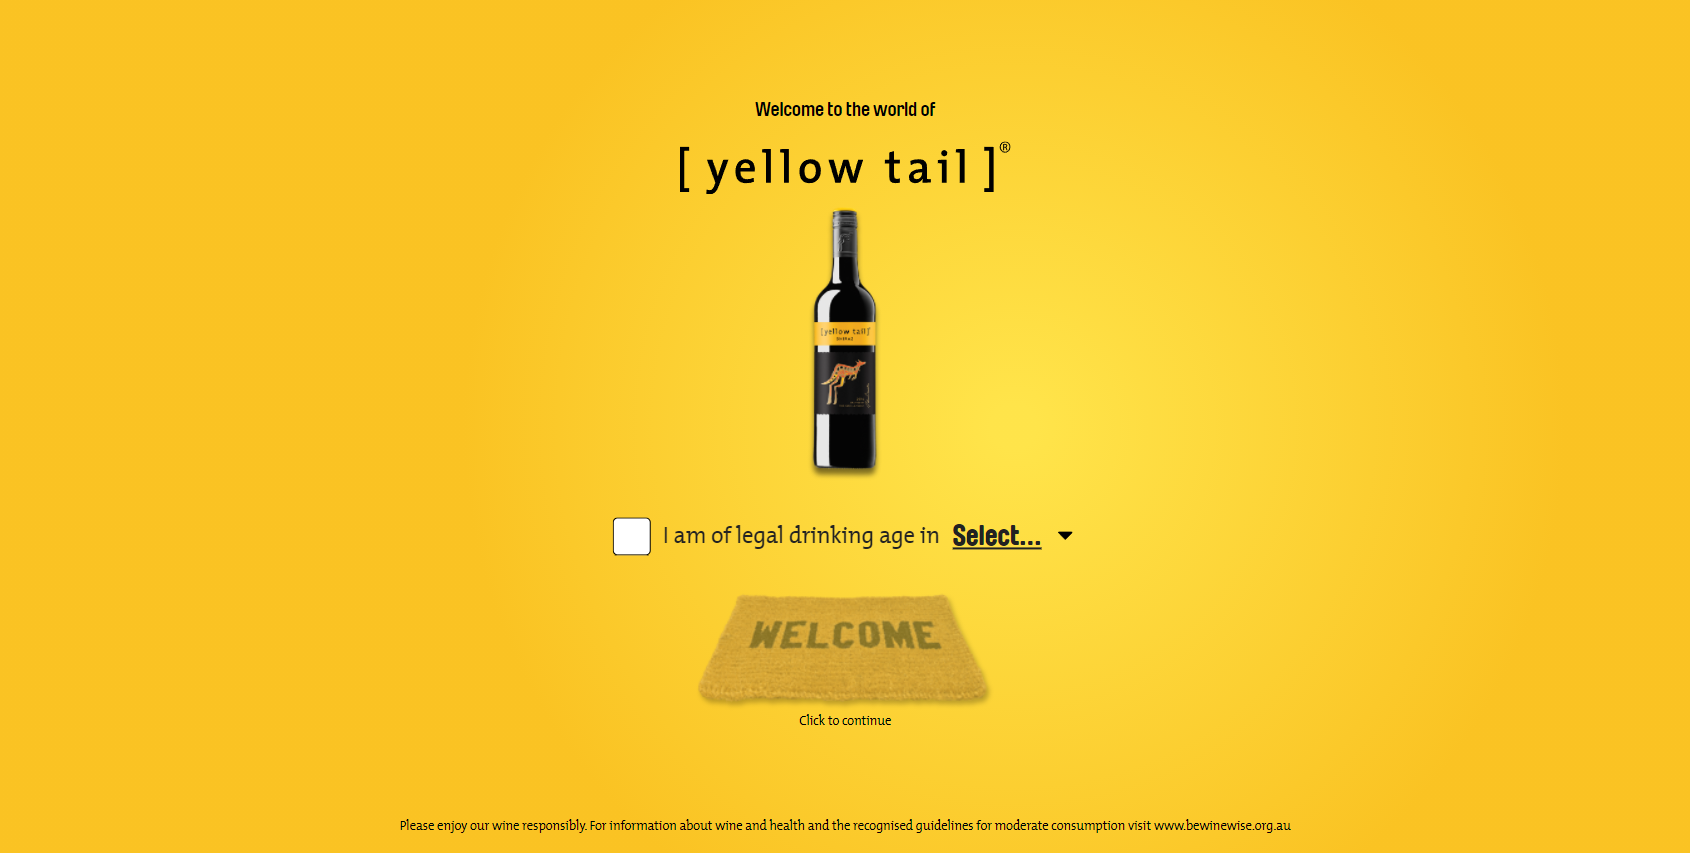 Welcome to the world of
[ yellow tail ]®
[ yellow tail ]®
SHIRAZ
I am of legal drinking age in Select...
WELCOME
Click to continue
Please enjoy our wine responsibly. For information about wine and health and the recognised guidelines for moderate consumption visit www.bewinewise.org.au